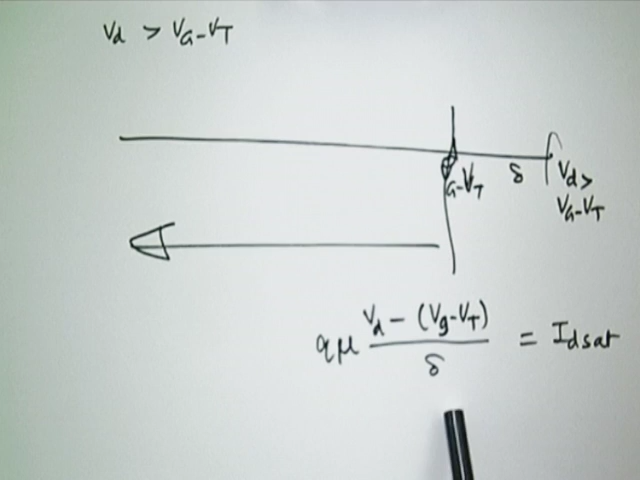 Vd > VG-VT
G-VT
δ
Vd >
VG-VT
qμ (Vd - (Vg-VT))/δ = Idsat